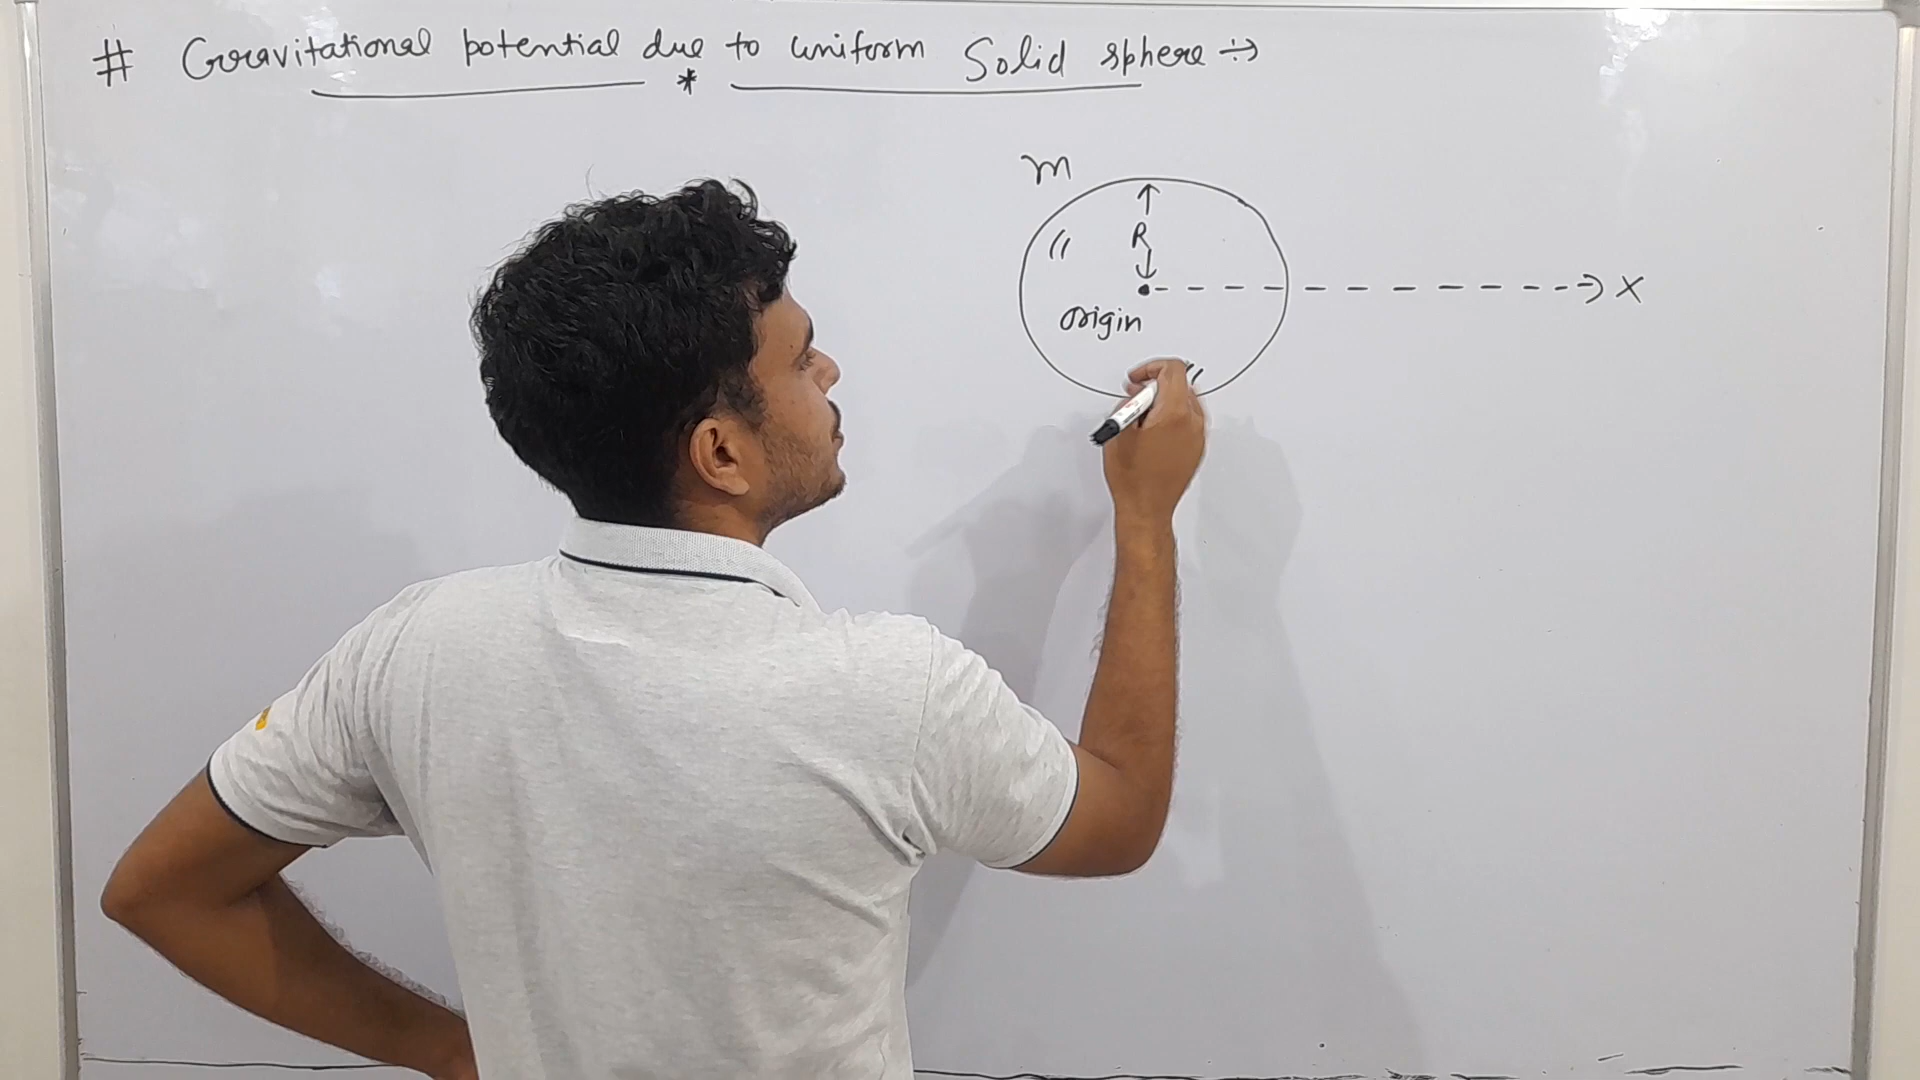 # Gravitational potential due to uniform Solid sphere ÷→
*
m
R
X
origin